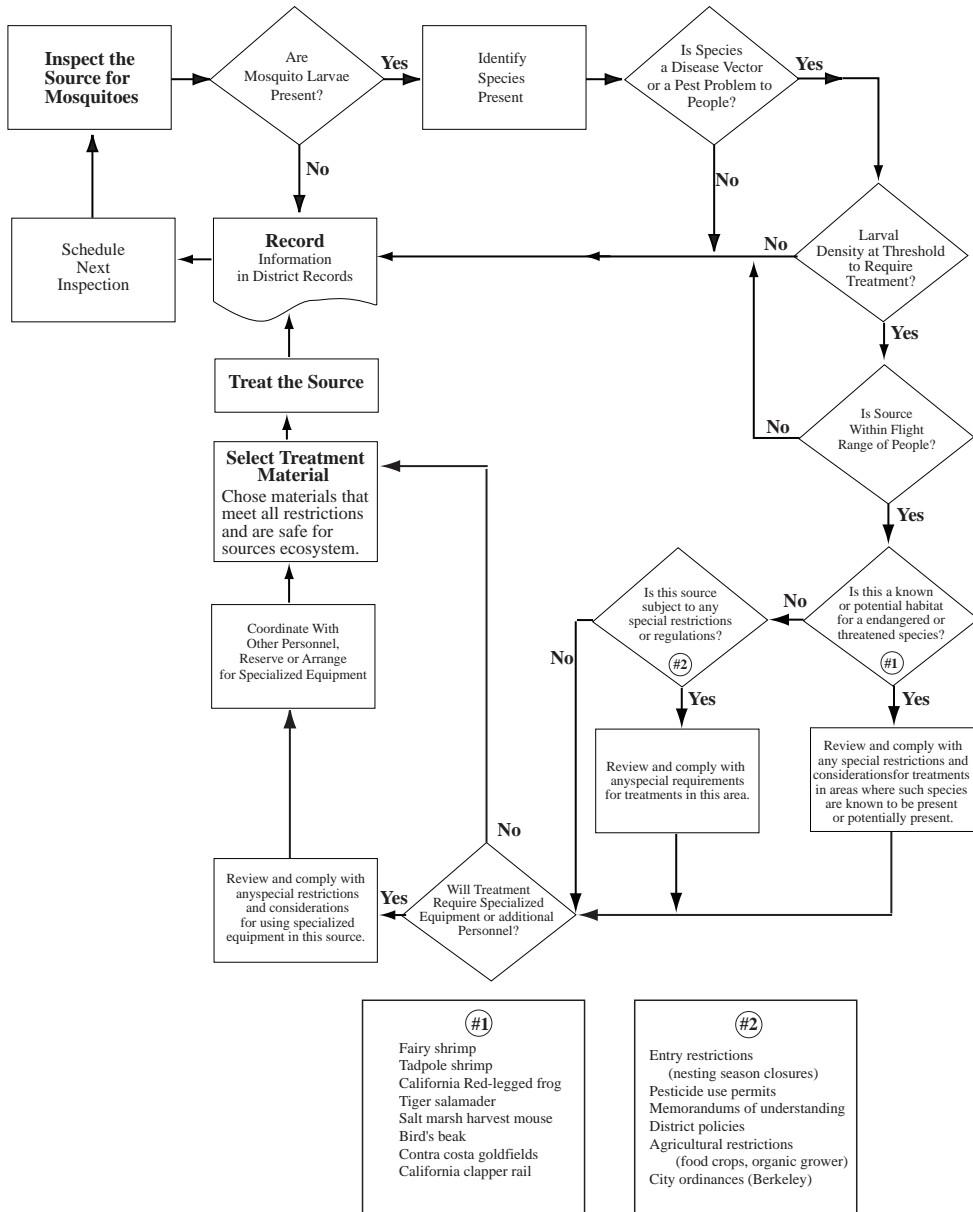 Inspect the
Source for
Mosquitoes
Are
Mosquito Larvae
Present?
Yes
Identify
Species
Present
Is Species
a Disease Vector
or a Pest Problem to
People?
Yes
No
No
Schedule
Next
Inspection
Record
Information
in District Records
No
Larval
Density at Threshold
to Require
Treatment?
Yes
Treat the Source
No
Is Source
Within Flight
Range of People?
Yes
Select Treatment
Material
Chose materials that
meet all restrictions
and are safe for
sources ecosystem.
Is this source
subject to any
special restrictions
or regulations?
#2
No
Is this a known
or potential habitat
for a endangered or
threatened species?
#1
No
Yes
Yes
Coordinate With
Other Personnel,
Reserve or Arrange
for Specialized Equipment
Review and comply with
anyspecial requirements
for treatments in this area.
Review and comply with
any special restrictions and
considerationsfor treatments
in areas where such species
are known to be present
or potentially present.
No
Review and comply with
anyspecial restrictions
and considerations
for using specialized
equipment in this source.
Yes
Will Treatment
Require Specialized
Equipment or additional
Personnel?
#1
Fairy shrimp
Tadpole shrimp
California Red-legged frog
Tiger salamader
Salt marsh harvest mouse
Bird's beak
Contra costa goldfields
California clapper rail
#2
Entry restrictions
(nesting season closures)
Pesticide use permits
Memorandums of understanding
District policies
Agricultural restrictions
(food crops, organic grower)
City ordinances (Berkeley)